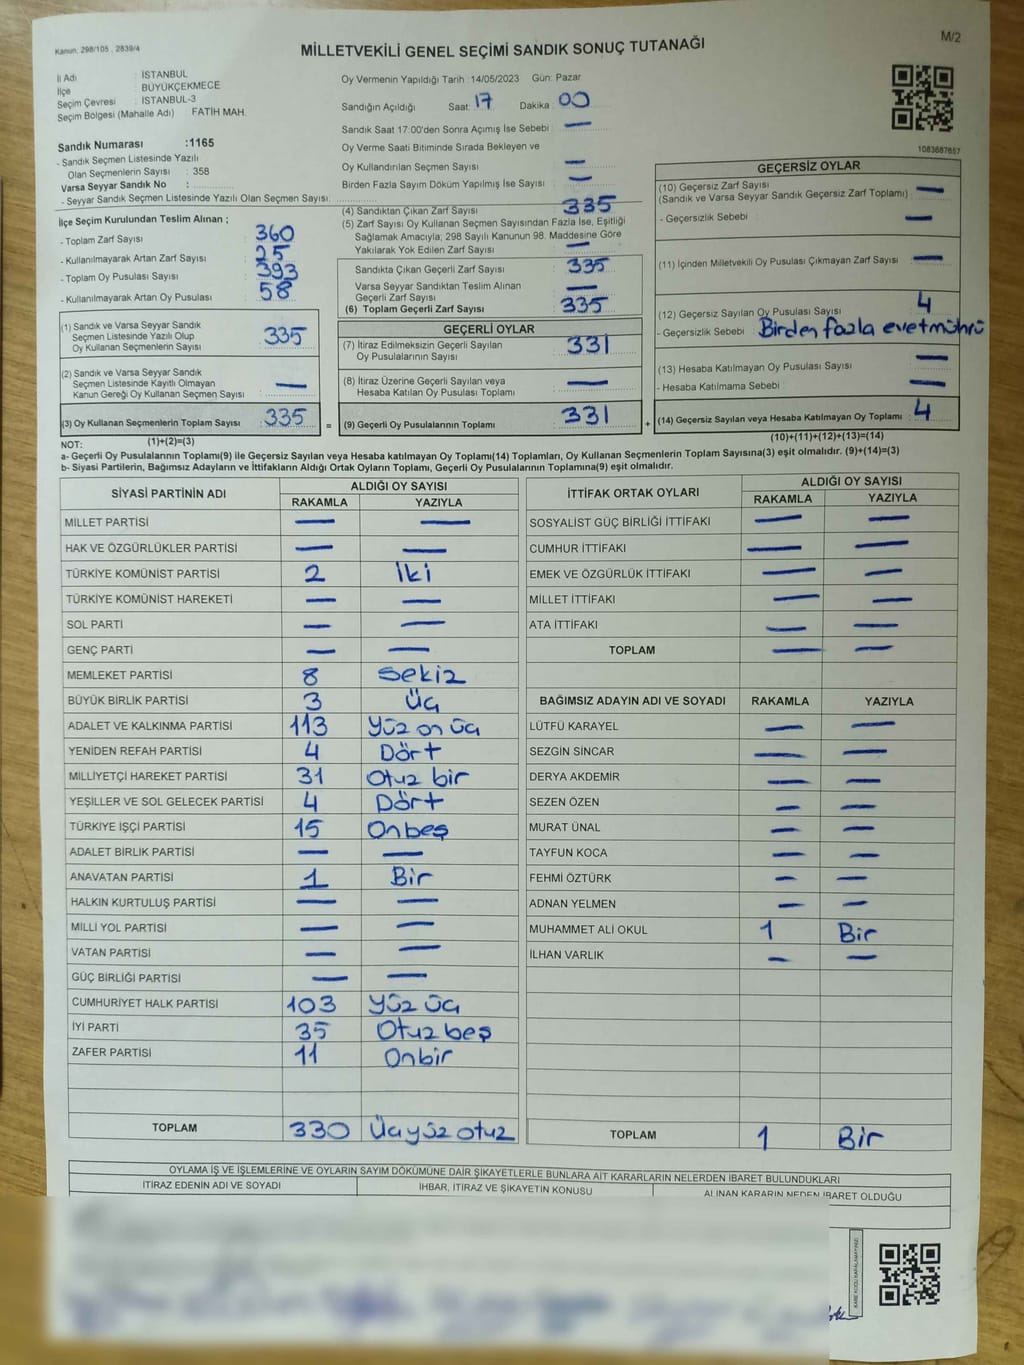 Kanun, 298/105 , 2839/4
MİLLETVEKİLİ GENEL SEÇİMİ SANDIK SONUÇ TUTANAĞI
M/2
İl Adı : İSTANBUL
İlçe : BÜYÜKÇEKMECE
Seçim Çevresi : İSTANBUL-3
Seçim Bölgesi (Mahalle Adı) FATİH MAH.
Sandık Numarası :1165
- Sandık Seçmen Listesinde Yazılı
Olan Seçmenlerin Sayısı : 358
Varsa Seyyar Sandık No :
- Seyyar Sandık Seçmen Listesinde Yazılı Olan Seçmen Sayısı:
İlçe Seçim Kurulundan Teslim Alınan ;
- Toplam Zarf Sayısı : 360
- Kullanılmayarak Artan Zarf Sayısı : 25
- Toplam Oy Pusulası Sayısı : 393
- Kullanılmayarak Artan Oy Pusulası : 58
(1) Sandık ve Varsa Seyyar Sandık
Seçmen Listesinde Yazılı Olup
Oy Kullanan Seçmenlerin Sayısı : 335
(2) Sandık ve Varsa Seyyar Sandık
Seçmen Listesinde Kayıtlı Olmayan
Kanun Gereği Oy Kullanan Seçmen Sayısı : —
(3) Oy Kullanan Seçmenlerin Toplam Sayısı : 335
Oy Vermenin Yapıldığı Tarih : 14/05/2023 Gün: Pazar
Sandığın Açıldığı Saat: 17 Dakika 00
Sandık Saat 17:00'den Sonra Açımış İse Sebebi : —
Oy Verme Saati Bitiminde Sırada Bekleyen ve
Oy Kullandırılan Seçmen Sayısı : —
Birden Fazla Sayım Döküm Yapılmış İse Sayısı : —
(4) Sandıktan Çıkan Zarf Sayısı : 335
(5) Zarf Sayısı Oy Kullanan Seçmen Sayısından Fazla İse, Eşitliği
Sağlamak Amacıyla; 298 Sayılı Kanunun 98. Maddesine Göre
Yakılarak Yok Edilen Zarf Sayısı : —
Sandıkta Çıkan Geçerli Zarf Sayısı : 335
Varsa Seyyar Sandıktan Teslim Alınan
Geçerli Zarf Sayısı : —
(6) Toplam Geçerli Zarf Sayısı : 335
GEÇERLİ OYLAR
(7) İtiraz Edilmeksizin Geçerli Sayılan
Oy Pusulalarının Sayısı : 331
(8) İtiraz Üzerine Geçerli Sayılan veya
Hesaba Katılan Oy Pusulası Toplamı : —
= (9) Geçerli Oy Pusulalarının Toplamı : 331 +
1083687657
GEÇERSİZ OYLAR
(10) Geçersiz Zarf Sayısı
(Sandık ve Varsa Seyyar Sandık Geçersiz Zarf Toplamı) : —
- Geçersizlik Sebebi : —
(11) İçinden Milletvekili Oy Pusulası Çıkmayan Zarf Sayısı : —
(12) Geçersiz Sayılan Oy Pusulası Sayısı : 4
- Geçersizlik Sebebi : Birden fazla evet mührü
(13) Hesaba Katılmayan Oy Pusulası Sayısı : —
- Hesaba Katılmama Sebebi : —
(14) Geçersiz Sayılan veya Hesaba Katılmayan Oy Toplamı : 4
NOT: (1)+(2)=(3) (10)+(11)+(12)+(13)=(14)
a- Geçerli Oy Pusulalarının Toplamı(9) ile Geçersiz Sayılan veya hesaba katılmayan Oy Toplamı(14) Toplamları, Oy Kullanan Seçmenlerin Toplam Sayısına(3) eşit olmalıdır. (9)+(14)=(3)
b- Siyasi Partilerin, Bağımsız Adayların ve İttifakların Aldığı Ortak Oyların Toplamı, Geçerli Oy Pusulalarının Toplamına(9) eşit olmalıdır.
SİYASİ PARTİNİN ADI ALDIĞI OY SAYISI
RAKAMLA YAZIYLA
MİLLET PARTİSİ — —
HAK VE ÖZGÜRLÜKLER PARTİSİ — —
TÜRKİYE KOMÜNİST PARTİSİ 2 İki
TÜRKİYE KOMÜNİST HAREKETİ — —
SOL PARTİ — —
GENÇ PARTİ — —
MEMLEKET PARTİSİ 8 Sekiz
BÜYÜK BİRLİK PARTİSİ 3 Üç
ADALET VE KALKINMA PARTİSİ 113 Yüz on üç
YENİDEN REFAH PARTİSİ 4 Dört
MİLLİYETÇİ HAREKET PARTİSİ 31 Otuz bir
YEŞİLLER VE SOL GELECEK PARTİSİ 4 Dört
TÜRKİYE İŞÇİ PARTİSİ 15 Onbeş
ADALET BİRLİK PARTİSİ — —
ANAVATAN PARTİSİ 1 Bir
HALKIN KURTULUŞ PARTİSİ — —
MİLLİ YOL PARTİSİ — —
VATAN PARTİSİ — —
GÜÇ BİRLİĞİ PARTİSİ — —
CUMHURİYET HALK PARTİSİ 103 Yüz üç
İYİ PARTİ 35 Otuz beş
ZAFER PARTİSİ 11 Onbir
TOPLAM 330 Üçyüz otuz
İTTİFAK ORTAK OYLARI ALDIĞI OY SAYISI
RAKAMLA YAZIYLA
SOSYALİST GÜÇ BİRLİĞİ İTTİFAKI — —
CUMHUR İTTİFAKI — —
EMEK VE ÖZGÜRLÜK İTTİFAKI — —
MİLLET İTTİFAKI — —
ATA İTTİFAKI — —
TOPLAM — —
BAĞIMSIZ ADAYIN ADI VE SOYADI RAKAMLA YAZIYLA
LÜTFÜ KARAYEL — —
SEZGİN SİNCAR — —
DERYA AKDEMİR — —
SEZEN ÖZEN — —
MURAT ÜNAL — —
TAYFUN KOCA — —
FEHMİ ÖZTÜRK — —
ADNAN YELMEN — —
MUHAMMET ALİ OKUL 1 Bir
İLHAN VARLIK — —
TOPLAM 1 Bir
OYLAMA İŞ VE İŞLEMLERİNE VE OYLARIN SAYIM DÖKÜMÜNE DAİR ŞİKAYETLERLE BUNLARA AİT KARARLARIN NELERDEN İBARET BULUNDUKLARI
İTİRAZ EDENİN ADI VE SOYADI İHBAR, İTİRAZ VE ŞİKAYETİN KONUSU ALINAN KARARIN NEDEN İBARET OLDUĞU